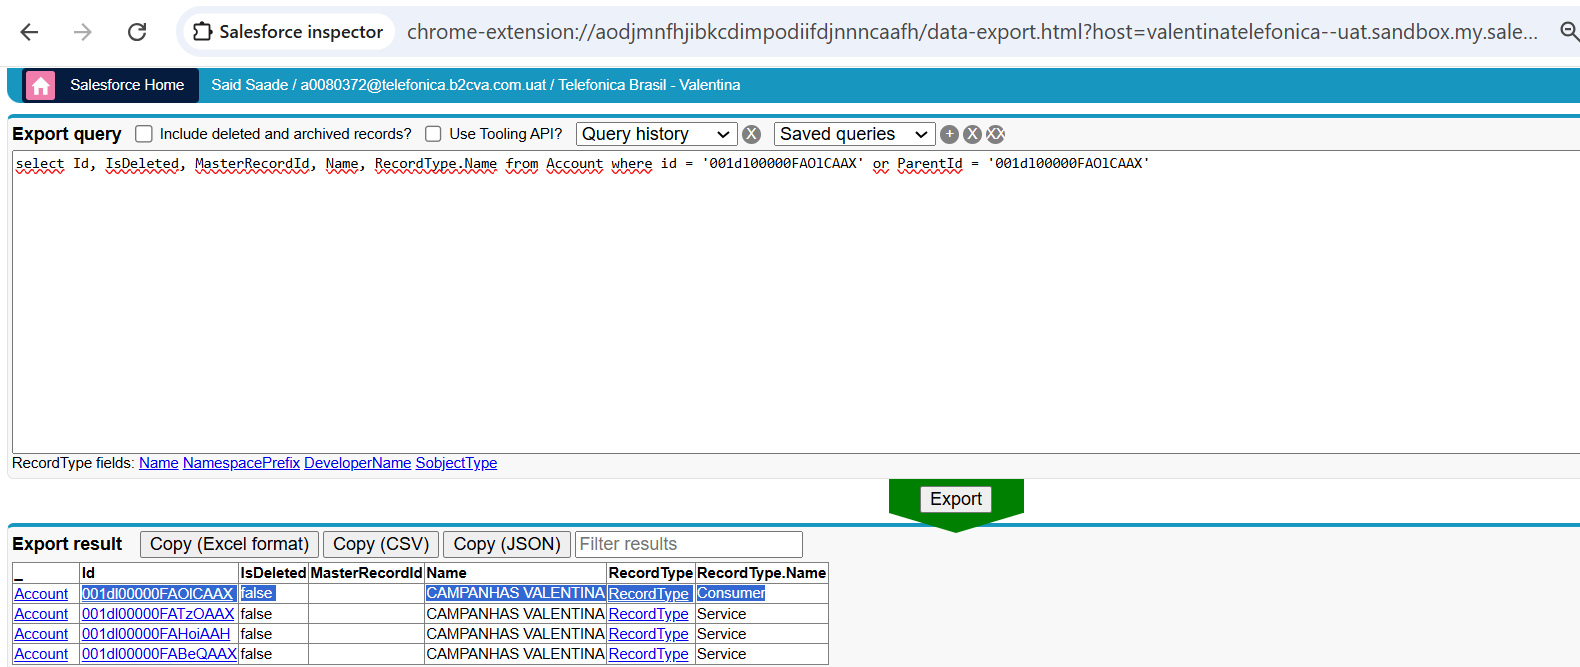 Salesforce inspector chrome-extension://aodjmnfhjibkcdimpodiifdjnnncaafh/data-export.html?host=valentinatelefonica--uat.sandbox.my.sale...
Salesforce Home Said Saade / a0080372@telefonica.b2cva.com.uat / Telefonica Brasil - Valentina
Export query Include deleted and archived records? Use Tooling API? Query history X Saved queries + X XX
select Id, IsDeleted, MasterRecordId, Name, RecordType.Name from Account where id = '001dl00000FAOlCAAX' or ParentId = '001dl00000FAOlCAAX'
RecordType fields: Name NamespacePrefix DeveloperName SobjectType
Export
Export result Copy (Excel format) Copy (CSV) Copy (JSON) Filter results
_ Id IsDeleted MasterRecordId Name RecordType RecordType.Name
Account 001dl00000FAOlCAAX false CAMPANHAS VALENTINA RecordType Consumer
Account 001dl00000FATzOAAX false CAMPANHAS VALENTINA RecordType Service
Account 001dl00000FAHoiAAH false CAMPANHAS VALENTINA RecordType Service
Account 001dl00000FABeQAAX false CAMPANHAS VALENTINA RecordType Service